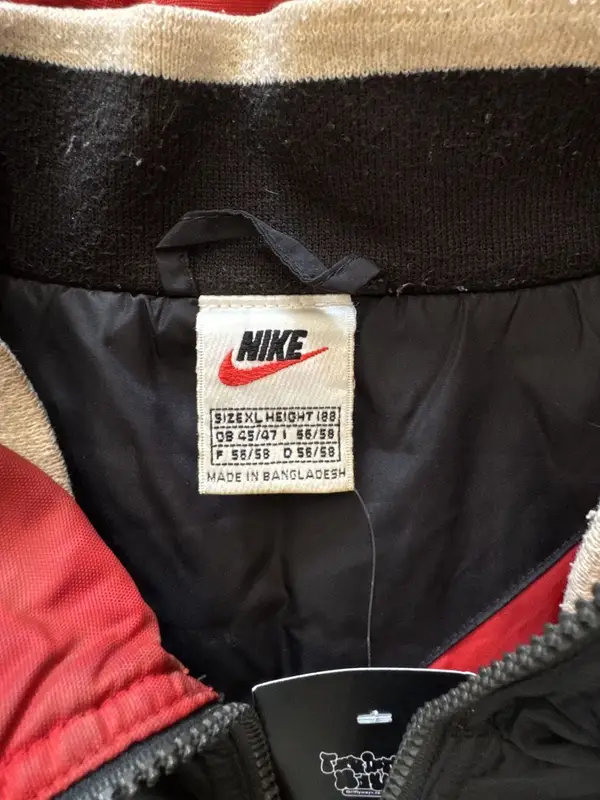 NIKE
SIZE XL HEIGHT 188
GB 45/47 I 56/58
F 56/58 D 56/58
MADE IN BANGLADESH